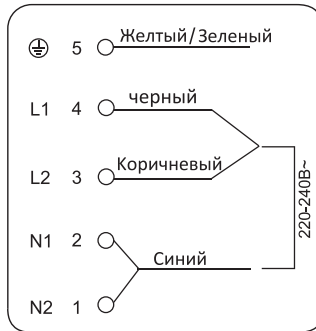 5 Желтый/Зеленый
L1 4 черный
L2 3 Коричневый
220-240В~
N1 2
Синий
N2 1